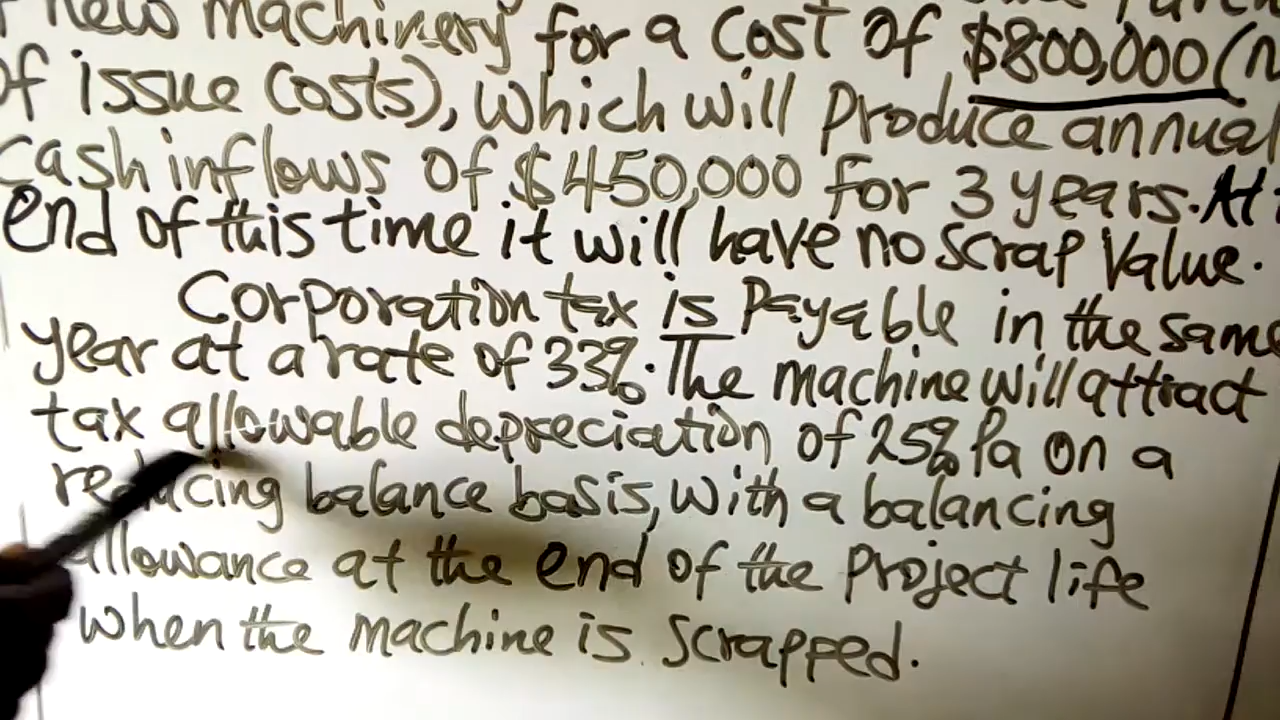 new machinery for a cost of $800,000 (
of issue costs), which will produce annual
cash inflows of $450,000 for 3 years. At
end of this time it will have no scrap value.
Corporation tax is payable in the same
year at a rate of 33%. The machine will attract
tax allowable depreciation of 25% Pa on a
reducing balance basis, with a balancing
allowance at the end of the project life
when the machine is scrapped.